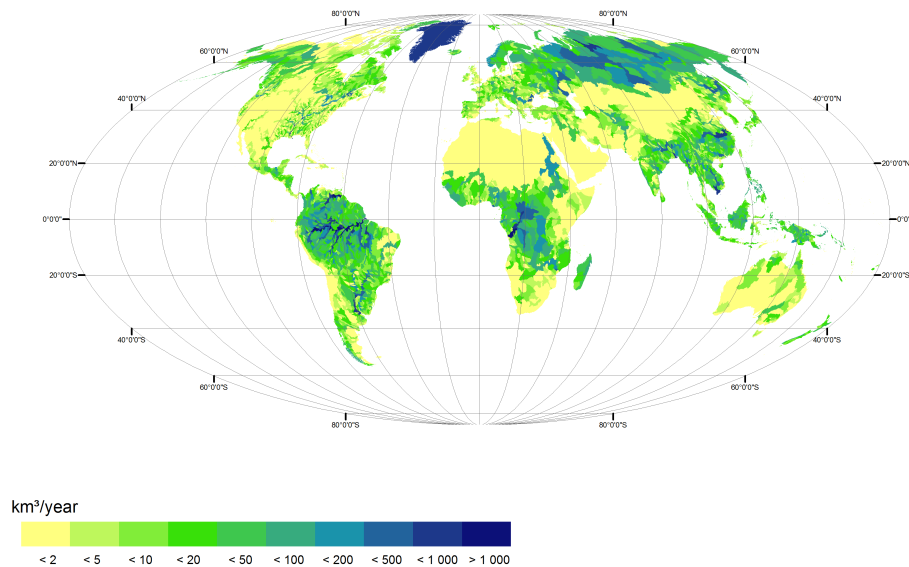 80°0'0"N 80°0'0"N
60°0'0"N 60°0'0"N
40°0'0"N 40°0'0"N
20°0'0"N 20°0'0"N
0°0'0" 0°0'0"
20°0'0"S 20°0'0"S
40°0'0"S 40°0'0"S
60°0'0"S 60°0'0"S
80°0'0"S 80°0'0"S
km³/year
< 2 < 5 < 10 < 20 < 50 < 100 < 200 < 500 < 1 000 > 1 000